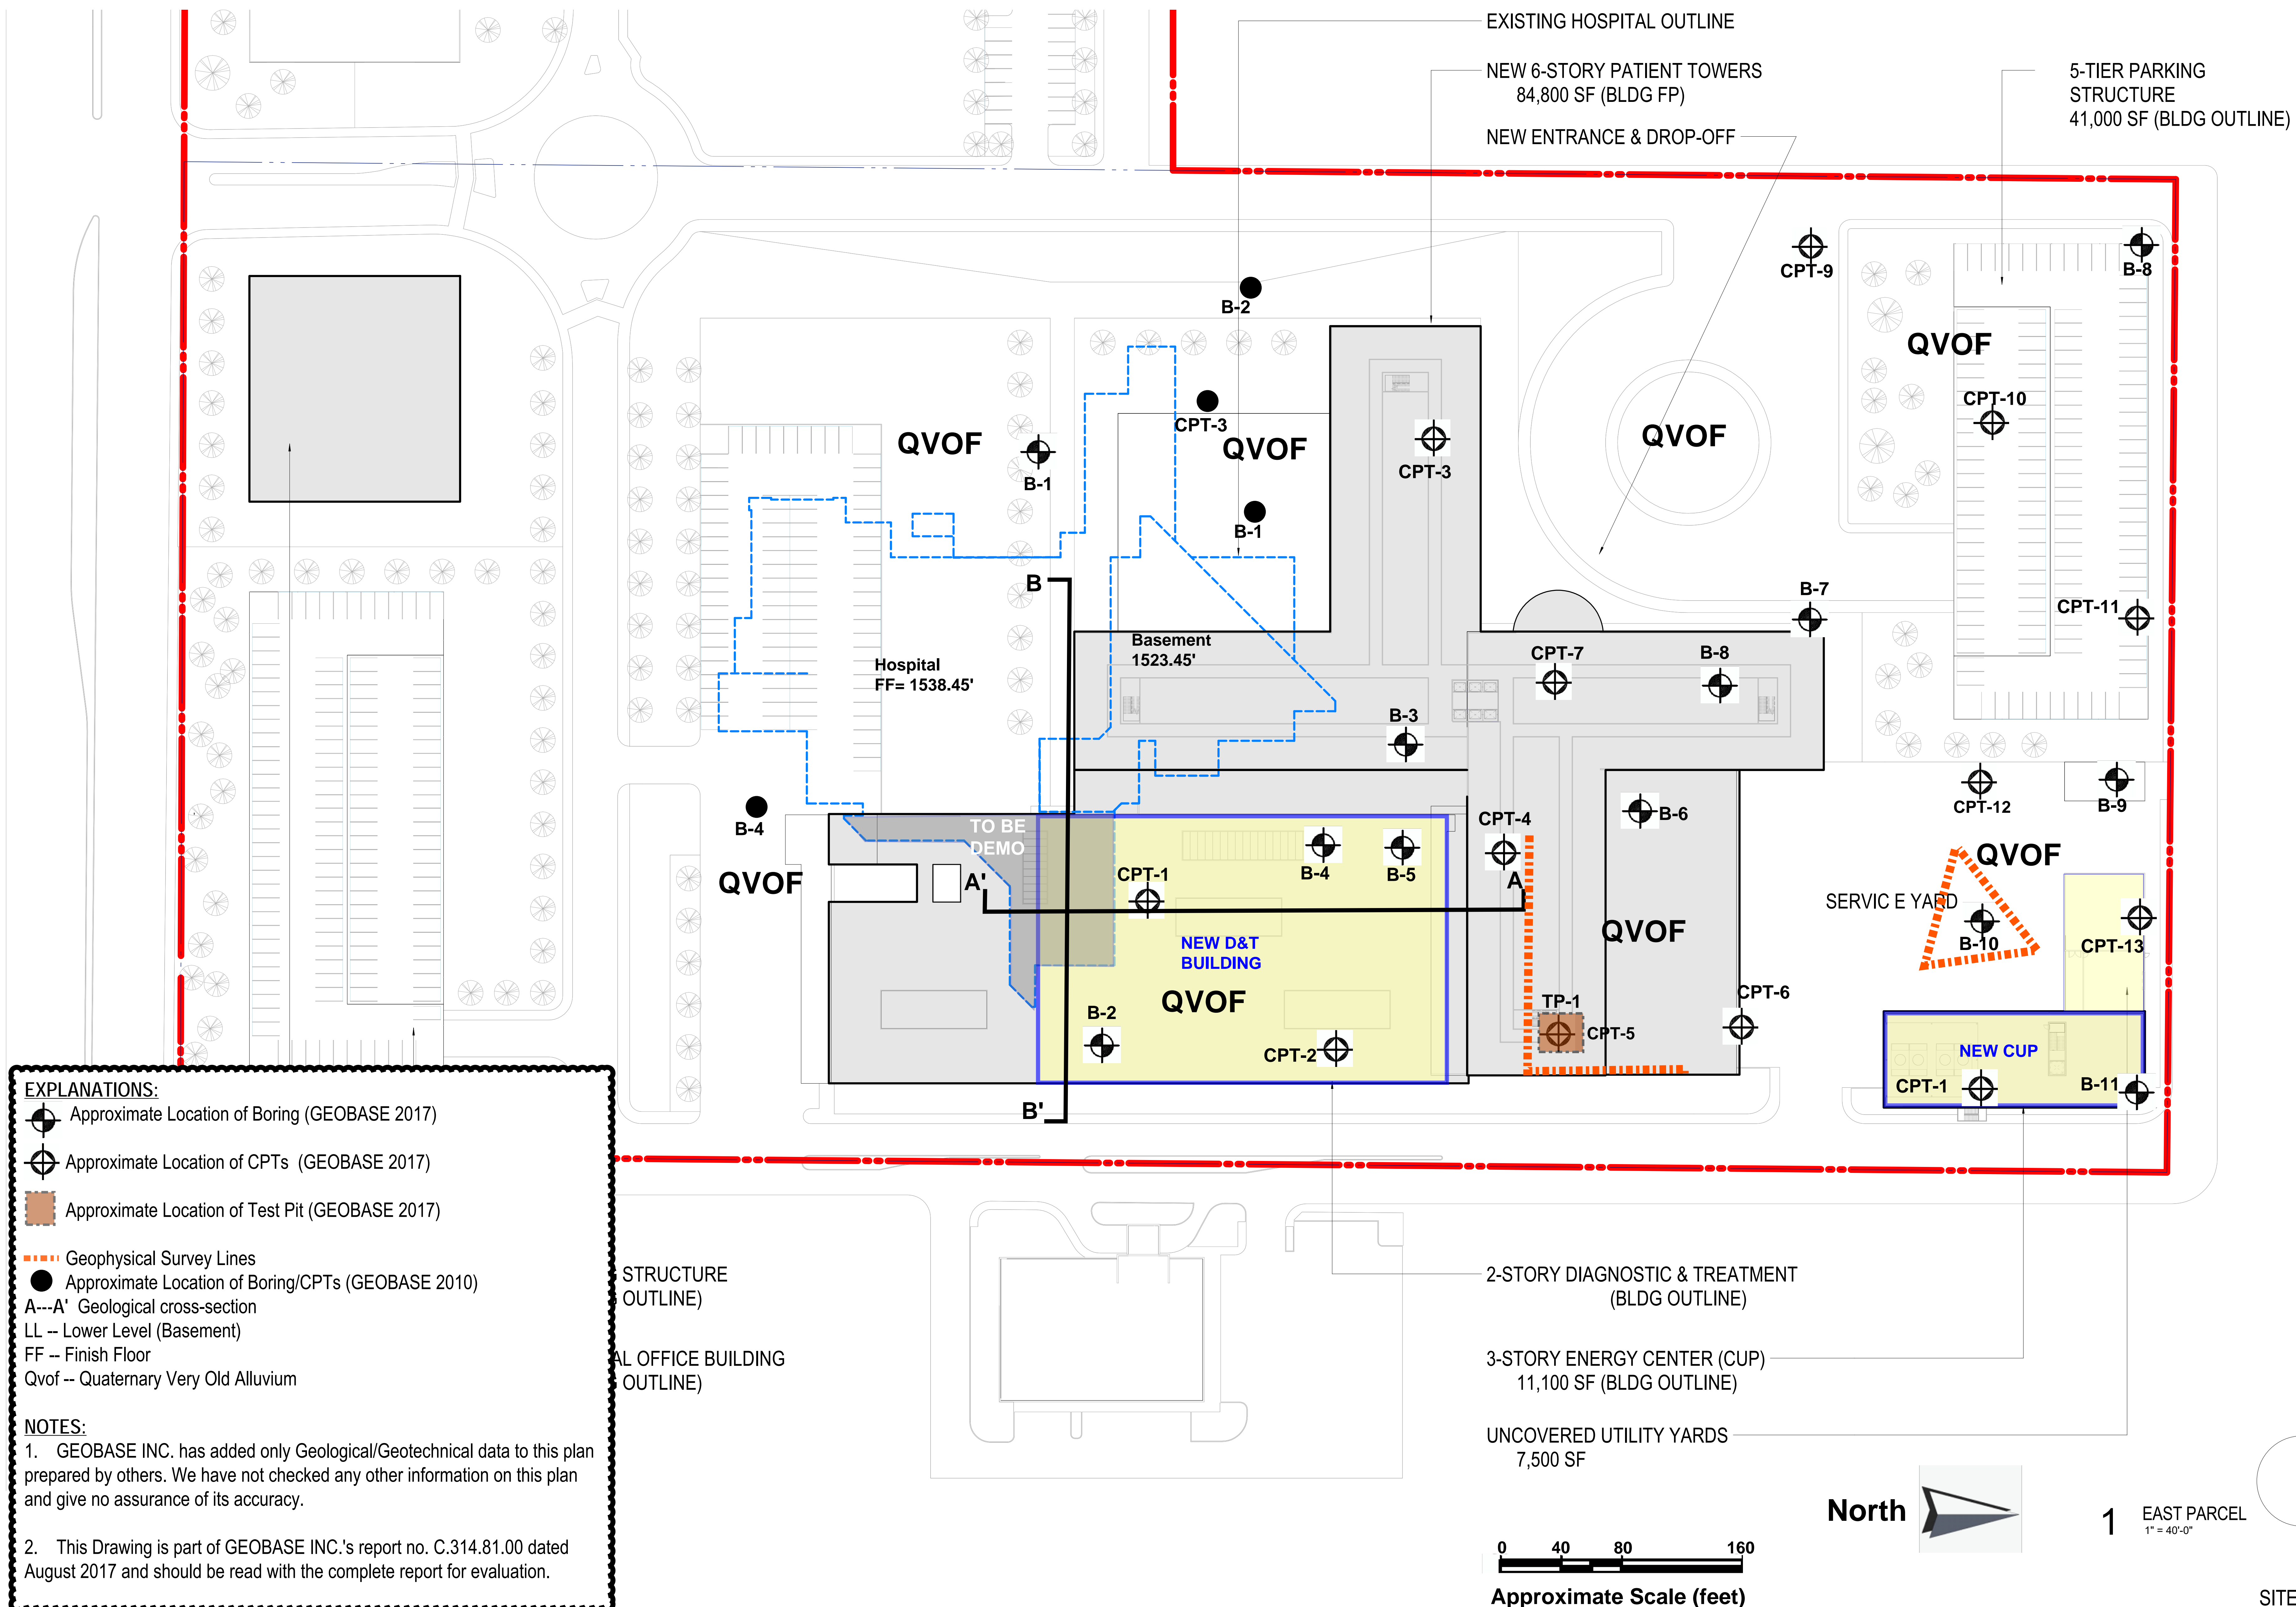 EXISTING HOSPITAL OUTLINE
NEW 6-STORY PATIENT TOWERS
84,800 SF (BLDG FP)
NEW ENTRANCE & DROP-OFF
5-TIER PARKING
STRUCTURE
41,000 SF (BLDG OUTLINE)
CPT-9
B-8
B-2
QVOF
CPT-10
CPT-3
QVOF
QVOF
QVOF
CPT-3
B-1
B-1
B
B-7
CPT-11
Basement
1523.45'
Hospital
FF= 1538.45'
CPT-7
B-8
B-3
CPT-12
B-9
B-4
TO BE
DEMO
CPT-4
B-6
QVOF
A'
CPT-1
B-4
B-5
A
QVOF
SERVIC E YARD
QVOF
B-10
CPT-13
NEW D&T
BUILDING
QVOF
B-2
TP-1
CPT-6
CPT-5
CPT-2
NEW CUP
CPT-1
B-11
B'
EXPLANATIONS:
Approximate Location of Boring (GEOBASE 2017)
Approximate Location of CPTs (GEOBASE 2017)
Approximate Location of Test Pit (GEOBASE 2017)
Geophysical Survey Lines
Approximate Location of Boring/CPTs (GEOBASE 2010)
A---A' Geological cross-section
LL -- Lower Level (Basement)
FF -- Finish Floor
Qvof -- Quaternary Very Old Alluvium
NOTES:
1. GEOBASE INC. has added only Geological/Geotechnical data to this plan
prepared by others. We have not checked any other information on this plan
and give no assurance of its accuracy.
2. This Drawing is part of GEOBASE INC.'s report no. C.314.81.00 dated
August 2017 and should be read with the complete report for evaluation.
STRUCTURE
OUTLINE)
AL OFFICE BUILDING
OUTLINE)
2-STORY DIAGNOSTIC & TREATMENT
(BLDG OUTLINE)
3-STORY ENERGY CENTER (CUP)
11,100 SF (BLDG OUTLINE)
UNCOVERED UTILITY YARDS
7,500 SF
North
1 EAST PARCEL
1" = 40'-0"
0 40 80 160
Approximate Scale (feet)
SITE